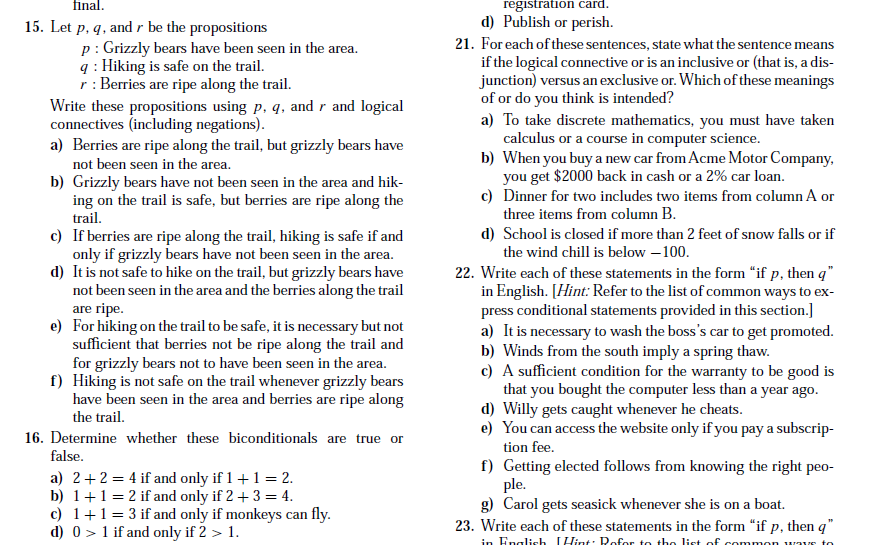 final.
15. Let p, q, and r be the propositions
p : Grizzly bears have been seen in the area.
q : Hiking is safe on the trail.
r : Berries are ripe along the trail.
Write these propositions using p, q, and r and logical
connectives (including negations).
a) Berries are ripe along the trail, but grizzly bears have
not been seen in the area.
b) Grizzly bears have not been seen in the area and hik-
ing on the trail is safe, but berries are ripe along the
trail.
c) If berries are ripe along the trail, hiking is safe if and
only if grizzly bears have not been seen in the area.
d) It is not safe to hike on the trail, but grizzly bears have
not been seen in the area and the berries along the trail
are ripe.
e) For hiking on the trail to be safe, it is necessary but not
sufficient that berries not be ripe along the trail and
for grizzly bears not to have been seen in the area.
f) Hiking is not safe on the trail whenever grizzly bears
have been seen in the area and berries are ripe along
the trail.
16. Determine whether these biconditionals are true or
false.
a) 2 + 2 = 4 if and only if 1 + 1 = 2.
b) 1 + 1 = 2 if and only if 2 + 3 = 4.
c) 1 + 1 = 3 if and only if monkeys can fly.
d) 0 > 1 if and only if 2 > 1.
registration card.
d) Publish or perish.
21. For each of these sentences, state what the sentence means
if the logical connective or is an inclusive or (that is, a dis-
junction) versus an exclusive or. Which of these meanings
of or do you think is intended?
a) To take discrete mathematics, you must have taken
calculus or a course in computer science.
b) When you buy a new car from Acme Motor Company,
you get $2000 back in cash or a 2% car loan.
c) Dinner for two includes two items from column A or
three items from column B.
d) School is closed if more than 2 feet of snow falls or if
the wind chill is below −100.
22. Write each of these statements in the form “if p, then q”
in English. [Hint: Refer to the list of common ways to ex-
press conditional statements provided in this section.]
a) It is necessary to wash the boss’s car to get promoted.
b) Winds from the south imply a spring thaw.
c) A sufficient condition for the warranty to be good is
that you bought the computer less than a year ago.
d) Willy gets caught whenever he cheats.
e) You can access the website only if you pay a subscrip-
tion fee.
f) Getting elected follows from knowing the right peo-
ple.
g) Carol gets seasick whenever she is on a boat.
23. Write each of these statements in the form “if p, then q”
in English. [Hint: Refer to the list of common ways to